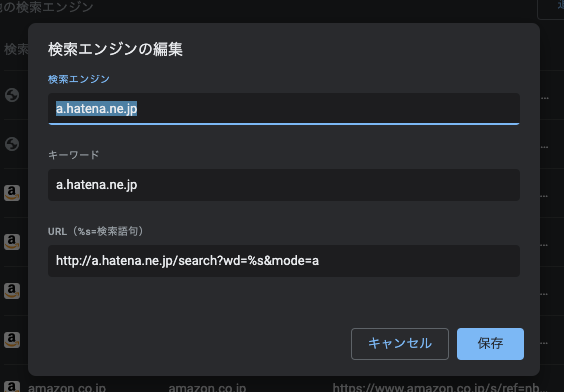 の検索エンジン
検索
検索エンジンの編集
検索エンジン
a.hatena.ne.jp
キーワード
a.hatena.ne.jp
URL（%s=検索語句）
http://a.hatena.ne.jp/search?wd=%s&mode=a
キャンセル
保存
amazon.co.jp amazon.co.jp https://www.amazon.co.jp/s/ref=nb...